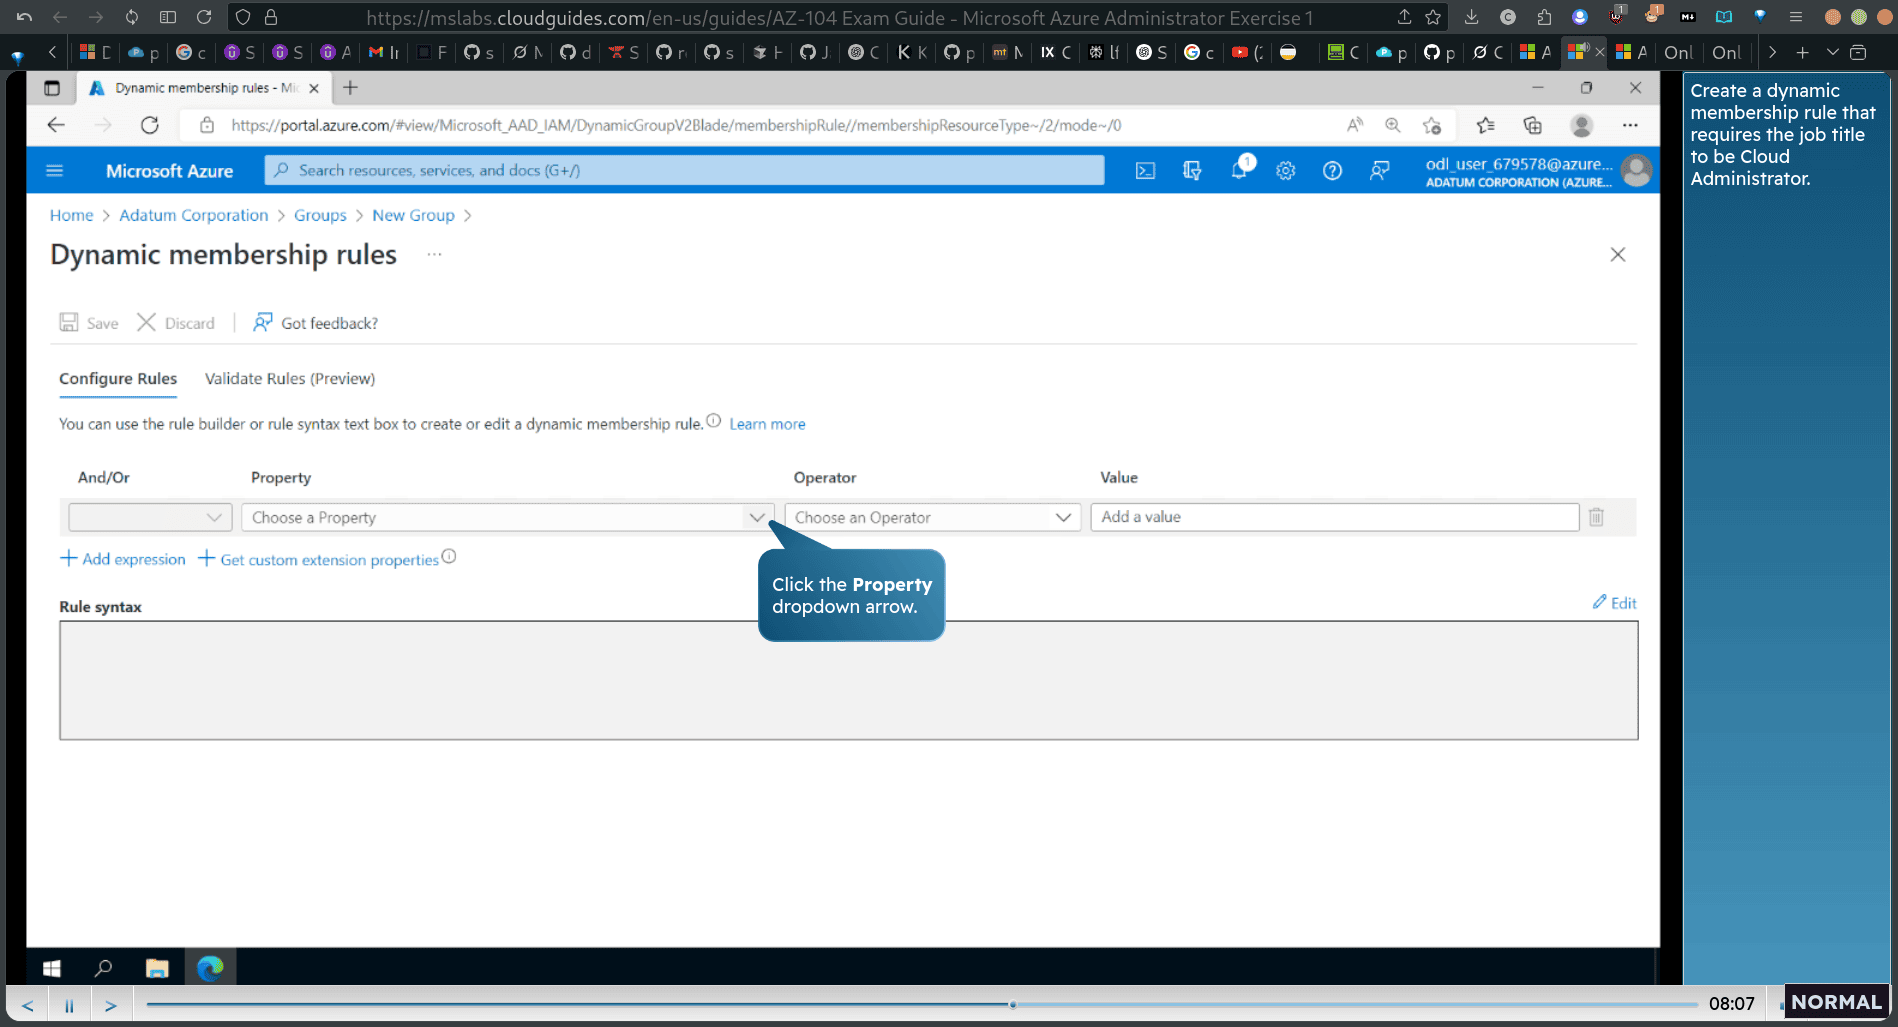 https://mslabs.cloudguides.com/en-us/guides/AZ-104 Exam Guide - Microsoft Azure Administrator Exercise 1
Dynamic membership rules - Mi
https://portal.azure.com/#view/Microsoft_AAD_IAM/DynamicGroupV2Blade/membershipRule//membershipResourceType~/2/mode~/0
Microsoft Azure
Search resources, services, and docs (G+/)
1
odl_user_679578@azure...
ADATUM CORPORATION (AZURE...
Home > Adatum Corporation > Groups > New Group >
Dynamic membership rules ...
Save Discard Got feedback?
Configure Rules Validate Rules (Preview)
You can use the rule builder or rule syntax text box to create or edit a dynamic membership rule. Learn more
And/Or Property Operator Value
Choose a Property Choose an Operator Add a value
+ Add expression + Get custom extension properties
Click the Property
dropdown arrow.
Rule syntax
Edit
Create a dynamic
membership rule that
requires the job title
to be Cloud
Administrator.
08:07
NORMAL